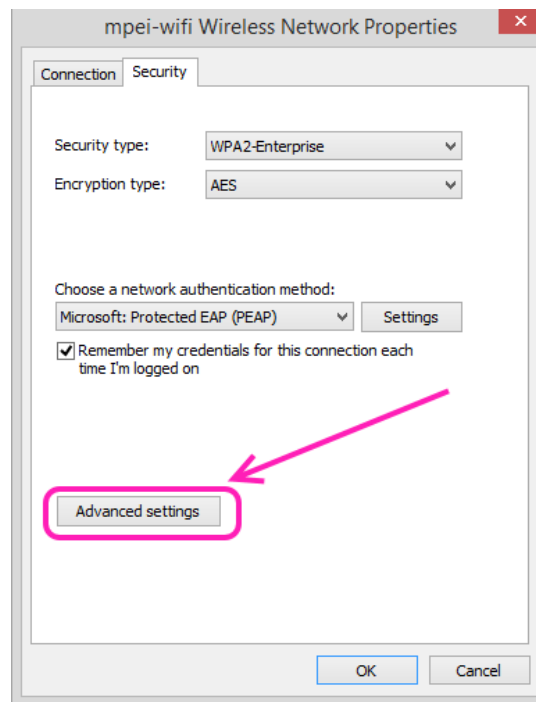 mpei-wifi Wireless Network Properties
Connection Security
Security type: WPA2-Enterprise
Encryption type: AES
Choose a network authentication method:
Microsoft: Protected EAP (PEAP) Settings
Remember my credentials for this connection each
time I'm logged on
Advanced settings
OK Cancel